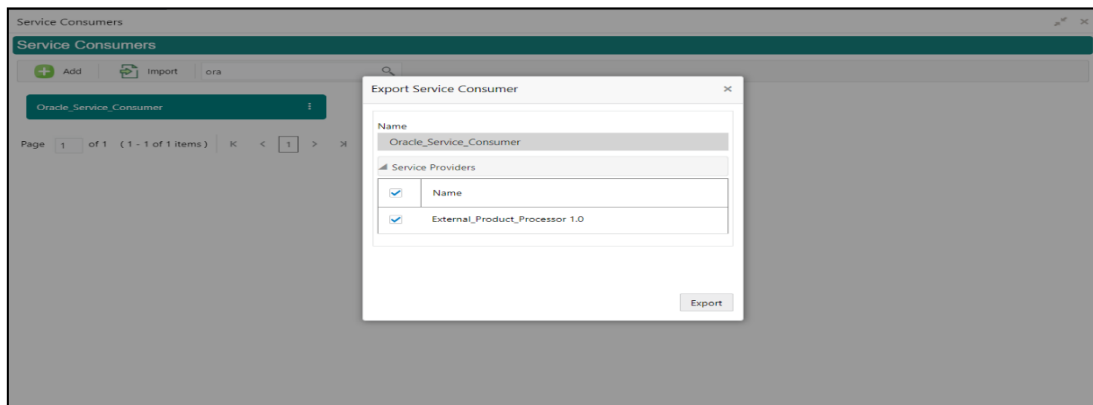 Service Consumers
Service Consumers
Add Import ora
Oracle_Service_Consumer
Page 1 of 1 (1 - 1 of 1 items) K < 1 > Ʞ
Export Service Consumer
Name
Oracle_Service_Consumer
Service Providers
Name
External_Product_Processor 1.0
Export